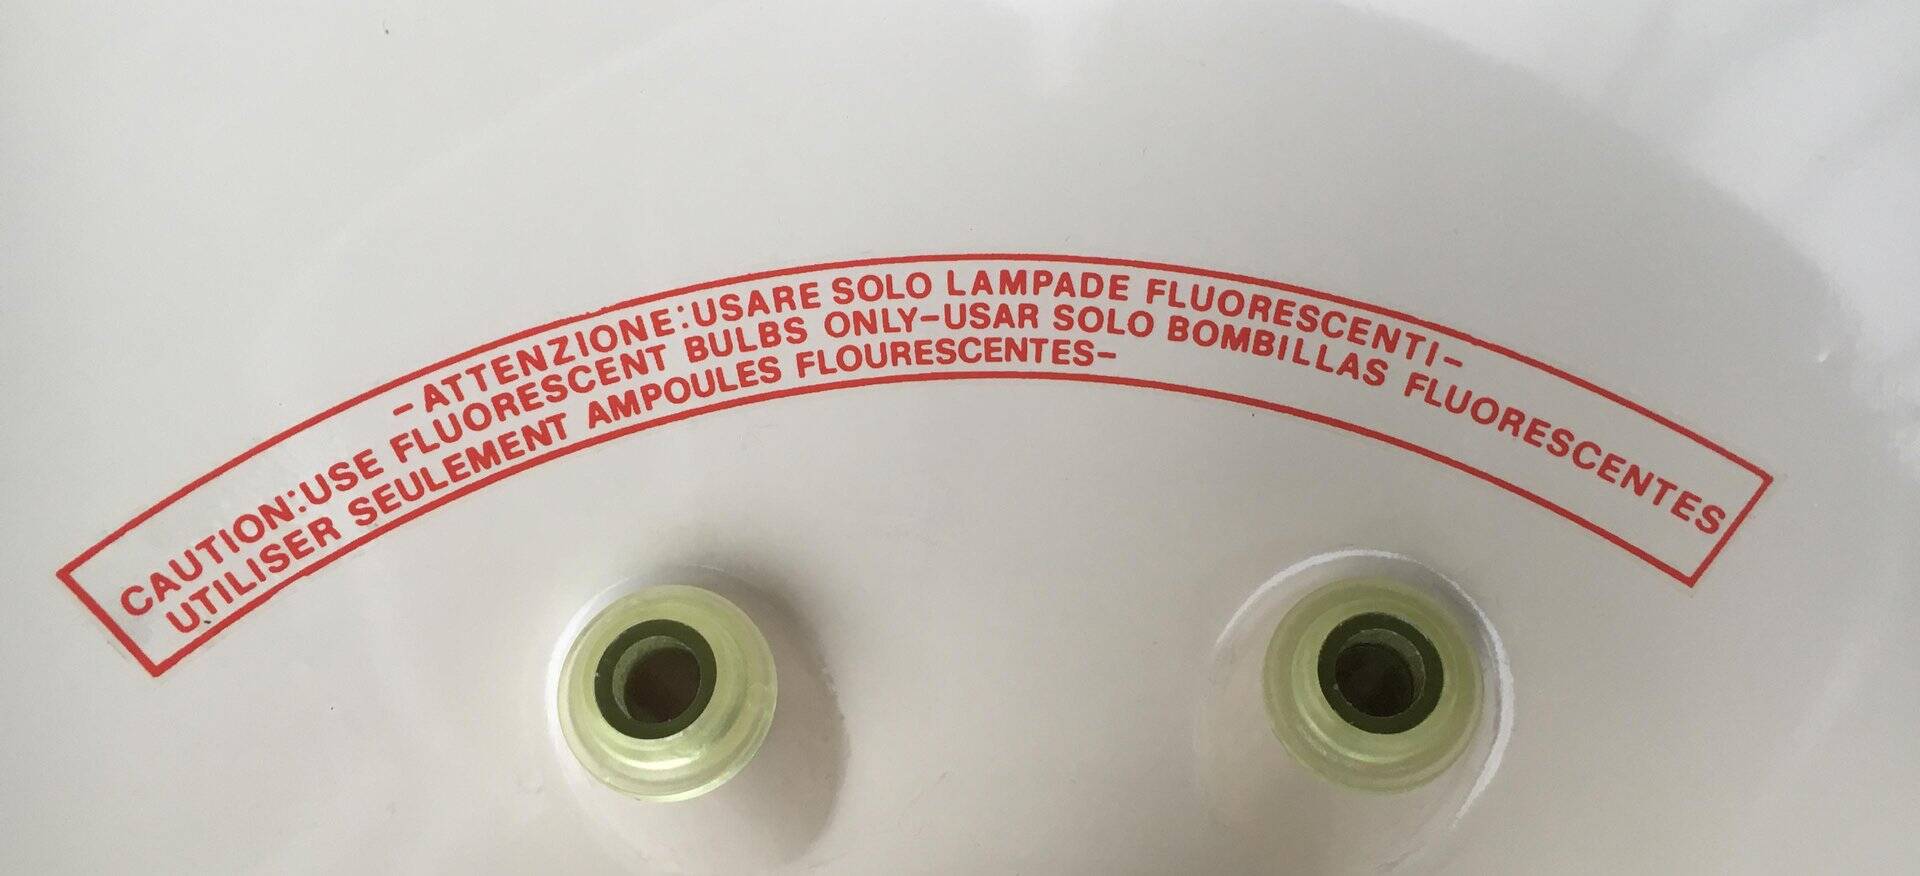 -ATTENZIONE:USARE SOLO LAMPADE FLUORESCENTI-
CAUTION:USE FLUORESCENT BULBS ONLY-USAR SOLO BOMBILLAS FLUORESCENTES
UTILISER SEULEMENT AMPOULES FLOURESCENTES-